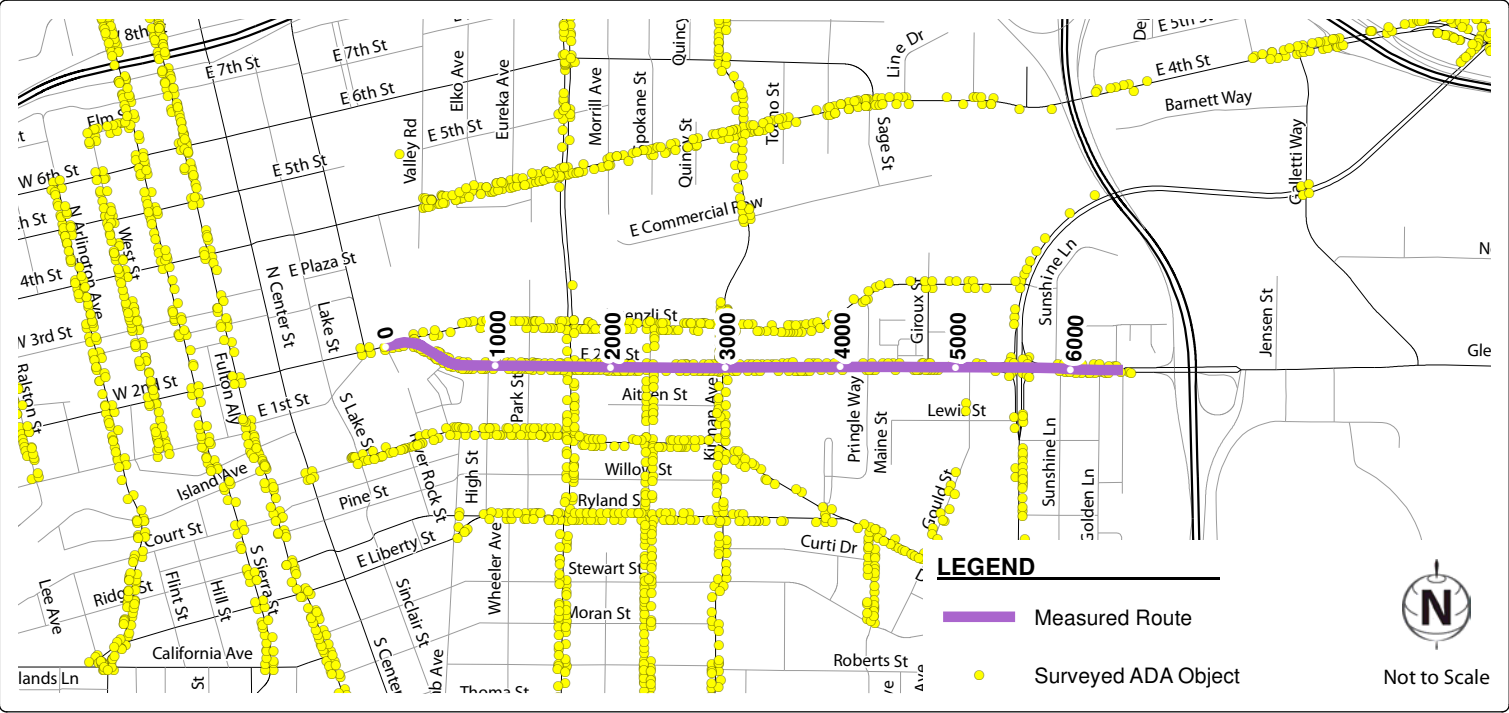 8th
E 5th St
E 7th St
E 7th St
E 6th St
Elko Ave
Eureka Ave
Morrill Ave
Quincy
Line Dr
E 4th St
Barnett Way
Elm S
E 5th St
Valley Rd
Spokane St
Quincy St
Sage St
Galletti Way
W 6th St
E 5th St
N Arlington Ave
West St
E Commercial Row
4th St
E Plaza St
N Center St
Lake St
W 3rd St
enzli St
Giroux St
Sunshine Ln
Jensen St
Gle
0
1000
2000
3000
4000
5000
6000
E 2nd St
Ralston St
W 2nd St
Fulton Aly
E 1st St
S Lake S
Park St
Aitken St
Kirman Ave
Pringle Way
Maine St
Lewis St
Sunshine Ln
Golden Ln
Island Ave
Pine St
River Rock St
High St
Willow St
Ryland S
Gould St
Court St
E Liberty St
Wheeler Ave
Curti Dr
Stewart St
Moran St
Roberts St
Lee Ave
Ridge St
Flint St
Hill St
S Sierra St
Sinclair St
S Center
California Ave
lands Ln
Thoma St
LEGEND
Measured Route
Surveyed ADA Object
N
Not to Scale